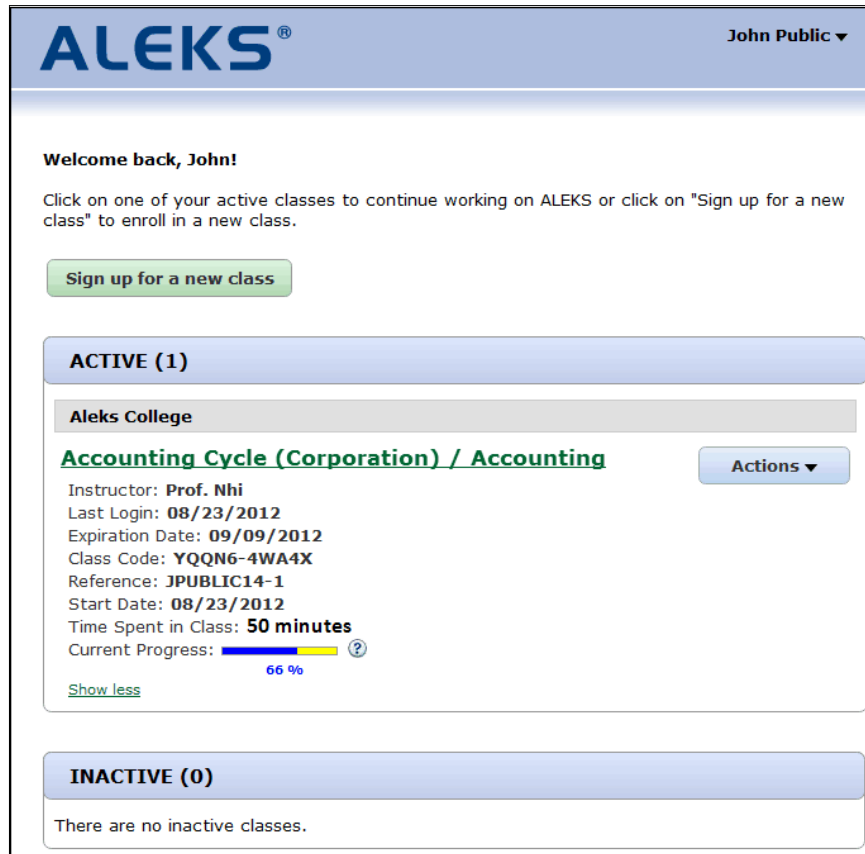 ALEKS®
John Public
Welcome back, John!
Click on one of your active classes to continue working on ALEKS or click on "Sign up for a new
class" to enroll in a new class.
Sign up for a new class
ACTIVE (1)
Aleks College
Accounting Cycle (Corporation) / Accounting
Actions
Instructor: Prof. Nhi
Last Login: 08/23/2012
Expiration Date: 09/09/2012
Class Code: YQQN6-4WA4X
Reference: JPUBLIC14-1
Start Date: 08/23/2012
Time Spent in Class: 50 minutes
Current Progress: ?
66 %
Show less
INACTIVE (0)
There are no inactive classes.